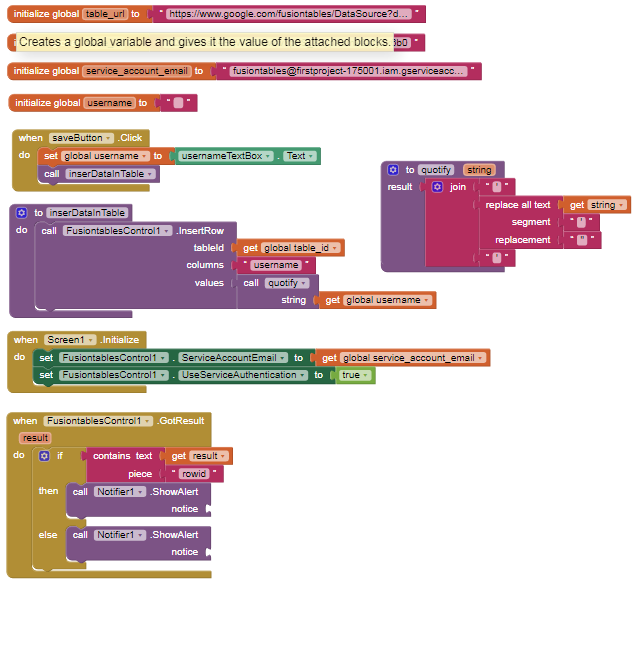 initialize global table_url to " https://www.google.com/fusiontables/DataSource?d... "
Creates a global variable and gives it the value of the attached blocks.
initialize global service_account_email to " fusiontables@firstproject-175001.iam.gserviceacc... "
initialize global username to " "
when saveButton .Click
do set global username to usernameTextBox . Text
call inserDataInTable
to quotify string
result join " ' "
replace all text get string
segment " ' "
replacement " " "
" ' "
to inserDataInTable
do call FusiontablesControl1 .InsertRow
tableId get global table_id
columns " username "
values call quotify
string get global username
when Screen1 .Initialize
do set FusiontablesControl1 . ServiceAccountEmail to get global service_account_email
set FusiontablesControl1 . UseServiceAuthentication to true
when FusiontablesControl1 .GotResult
result
do if contains text get result
piece " rowid "
then call Notifier1 .ShowAlert
notice
else call Notifier1 .ShowAlert
notice